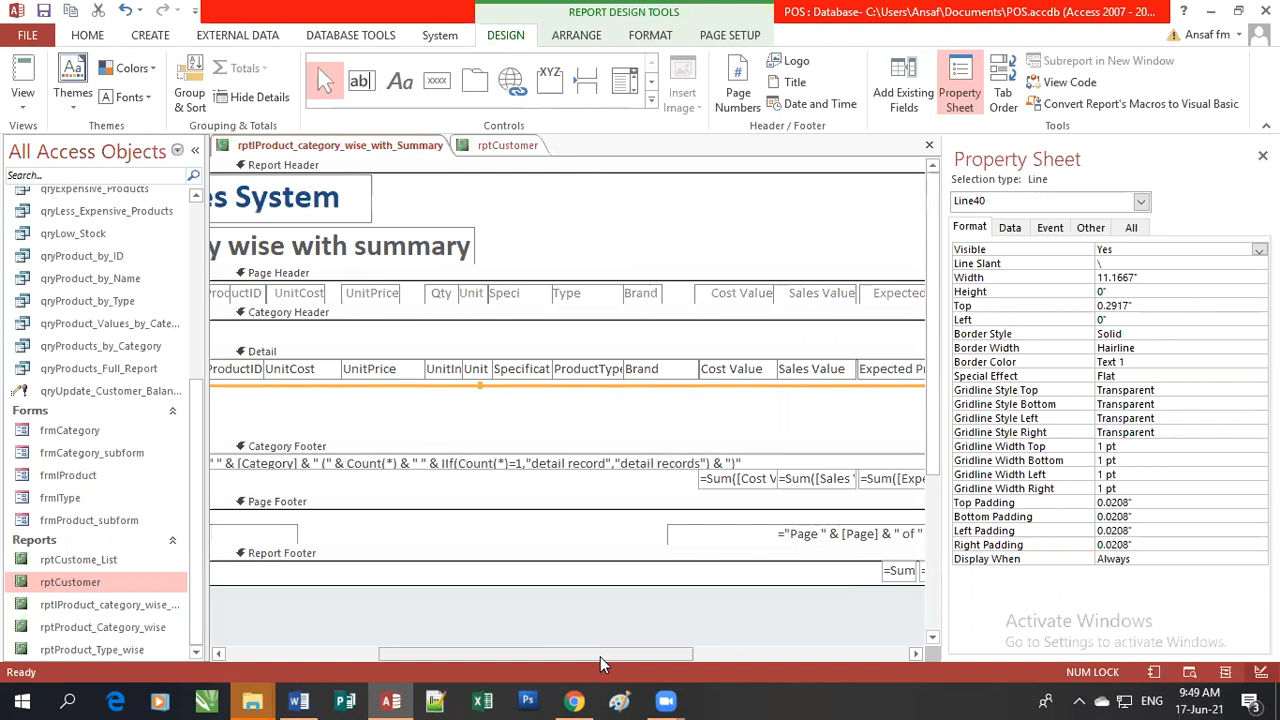 REPORT DESIGN TOOLS
POS : Database- C:\Users\Ansaf\Documents\POS.accdb (Access 2007 - 20...
FILE HOME CREATE EXTERNAL DATA DATABASE TOOLS System DESIGN ARRANGE FORMAT PAGE SETUP Ansaf fm
View Themes Colors Fonts Group & Sort Totals Hide Details Insert Image Page Numbers Logo Title Date and Time Add Existing Fields Property Sheet Tab Order Subreport in New Window View Code Convert Report's Macros to Visual Basic
Views Themes Grouping & Totals Controls Header / Footer Tools
All Access Objects
Search...
qryExpensive_Products
qryLess_Expensive_Products
qryLow_Stock
qryProduct_by_ID
qryProduct_by_Name
qryProduct_by_Type
qryProduct_Values_by_Cate...
qryProducts_by_Category
qryProducts_Full_Report
qryUpdate_Customer_Balan...
Forms
frmCategory
frmCategory_subform
frmIProduct
frmIType
frmProduct_subform
Reports
rptCustome_List
rptCustomer
rptIProduct_category_wise_...
rptProduct_Category_wise
rptProduct_Type_wise
rptIProduct_category_wise_with_Summary rptCustomer
Report Header
es System
y wise with summary
Page Header
ProductID UnitCost UnitPrice Qty Unit Speci Type Brand Cost Value Sales Value Expected
Category Header
Detail
ProductID UnitCost UnitPrice UnitIn Unit Specificat ProductType Brand Cost Value Sales Value Expected Pr
Category Footer
" " & [Category] & " (" & Count(*) & " " & IIf(Count(*)=1,"detail record","detail records") & ")"
=Sum([Cost V =Sum([Sales =Sum([Expe
Page Footer
="Page " & [Page] & " of "
Report Footer
=Sum
Property Sheet
Selection type: Line
Line40
Format Data Event Other All
Visible Yes
Line Slant \
Width 11.1667"
Height 0"
Top 0.2917"
Left 0"
Border Style Solid
Border Width Hairline
Border Color Text 1
Special Effect Flat
Gridline Style Top Transparent
Gridline Style Bottom Transparent
Gridline Style Left Transparent
Gridline Style Right Transparent
Gridline Width Top 1 pt
Gridline Width Bottom 1 pt
Gridline Width Left 1 pt
Gridline Width Right 1 pt
Top Padding 0.0208"
Bottom Padding 0.0208"
Left Padding 0.0208"
Right Padding 0.0208"
Display When Always
Activate Windows
Go to Settings to activate Windows.
Ready NUM LOCK
ENG 9:49 AM
17-Jun-21
3